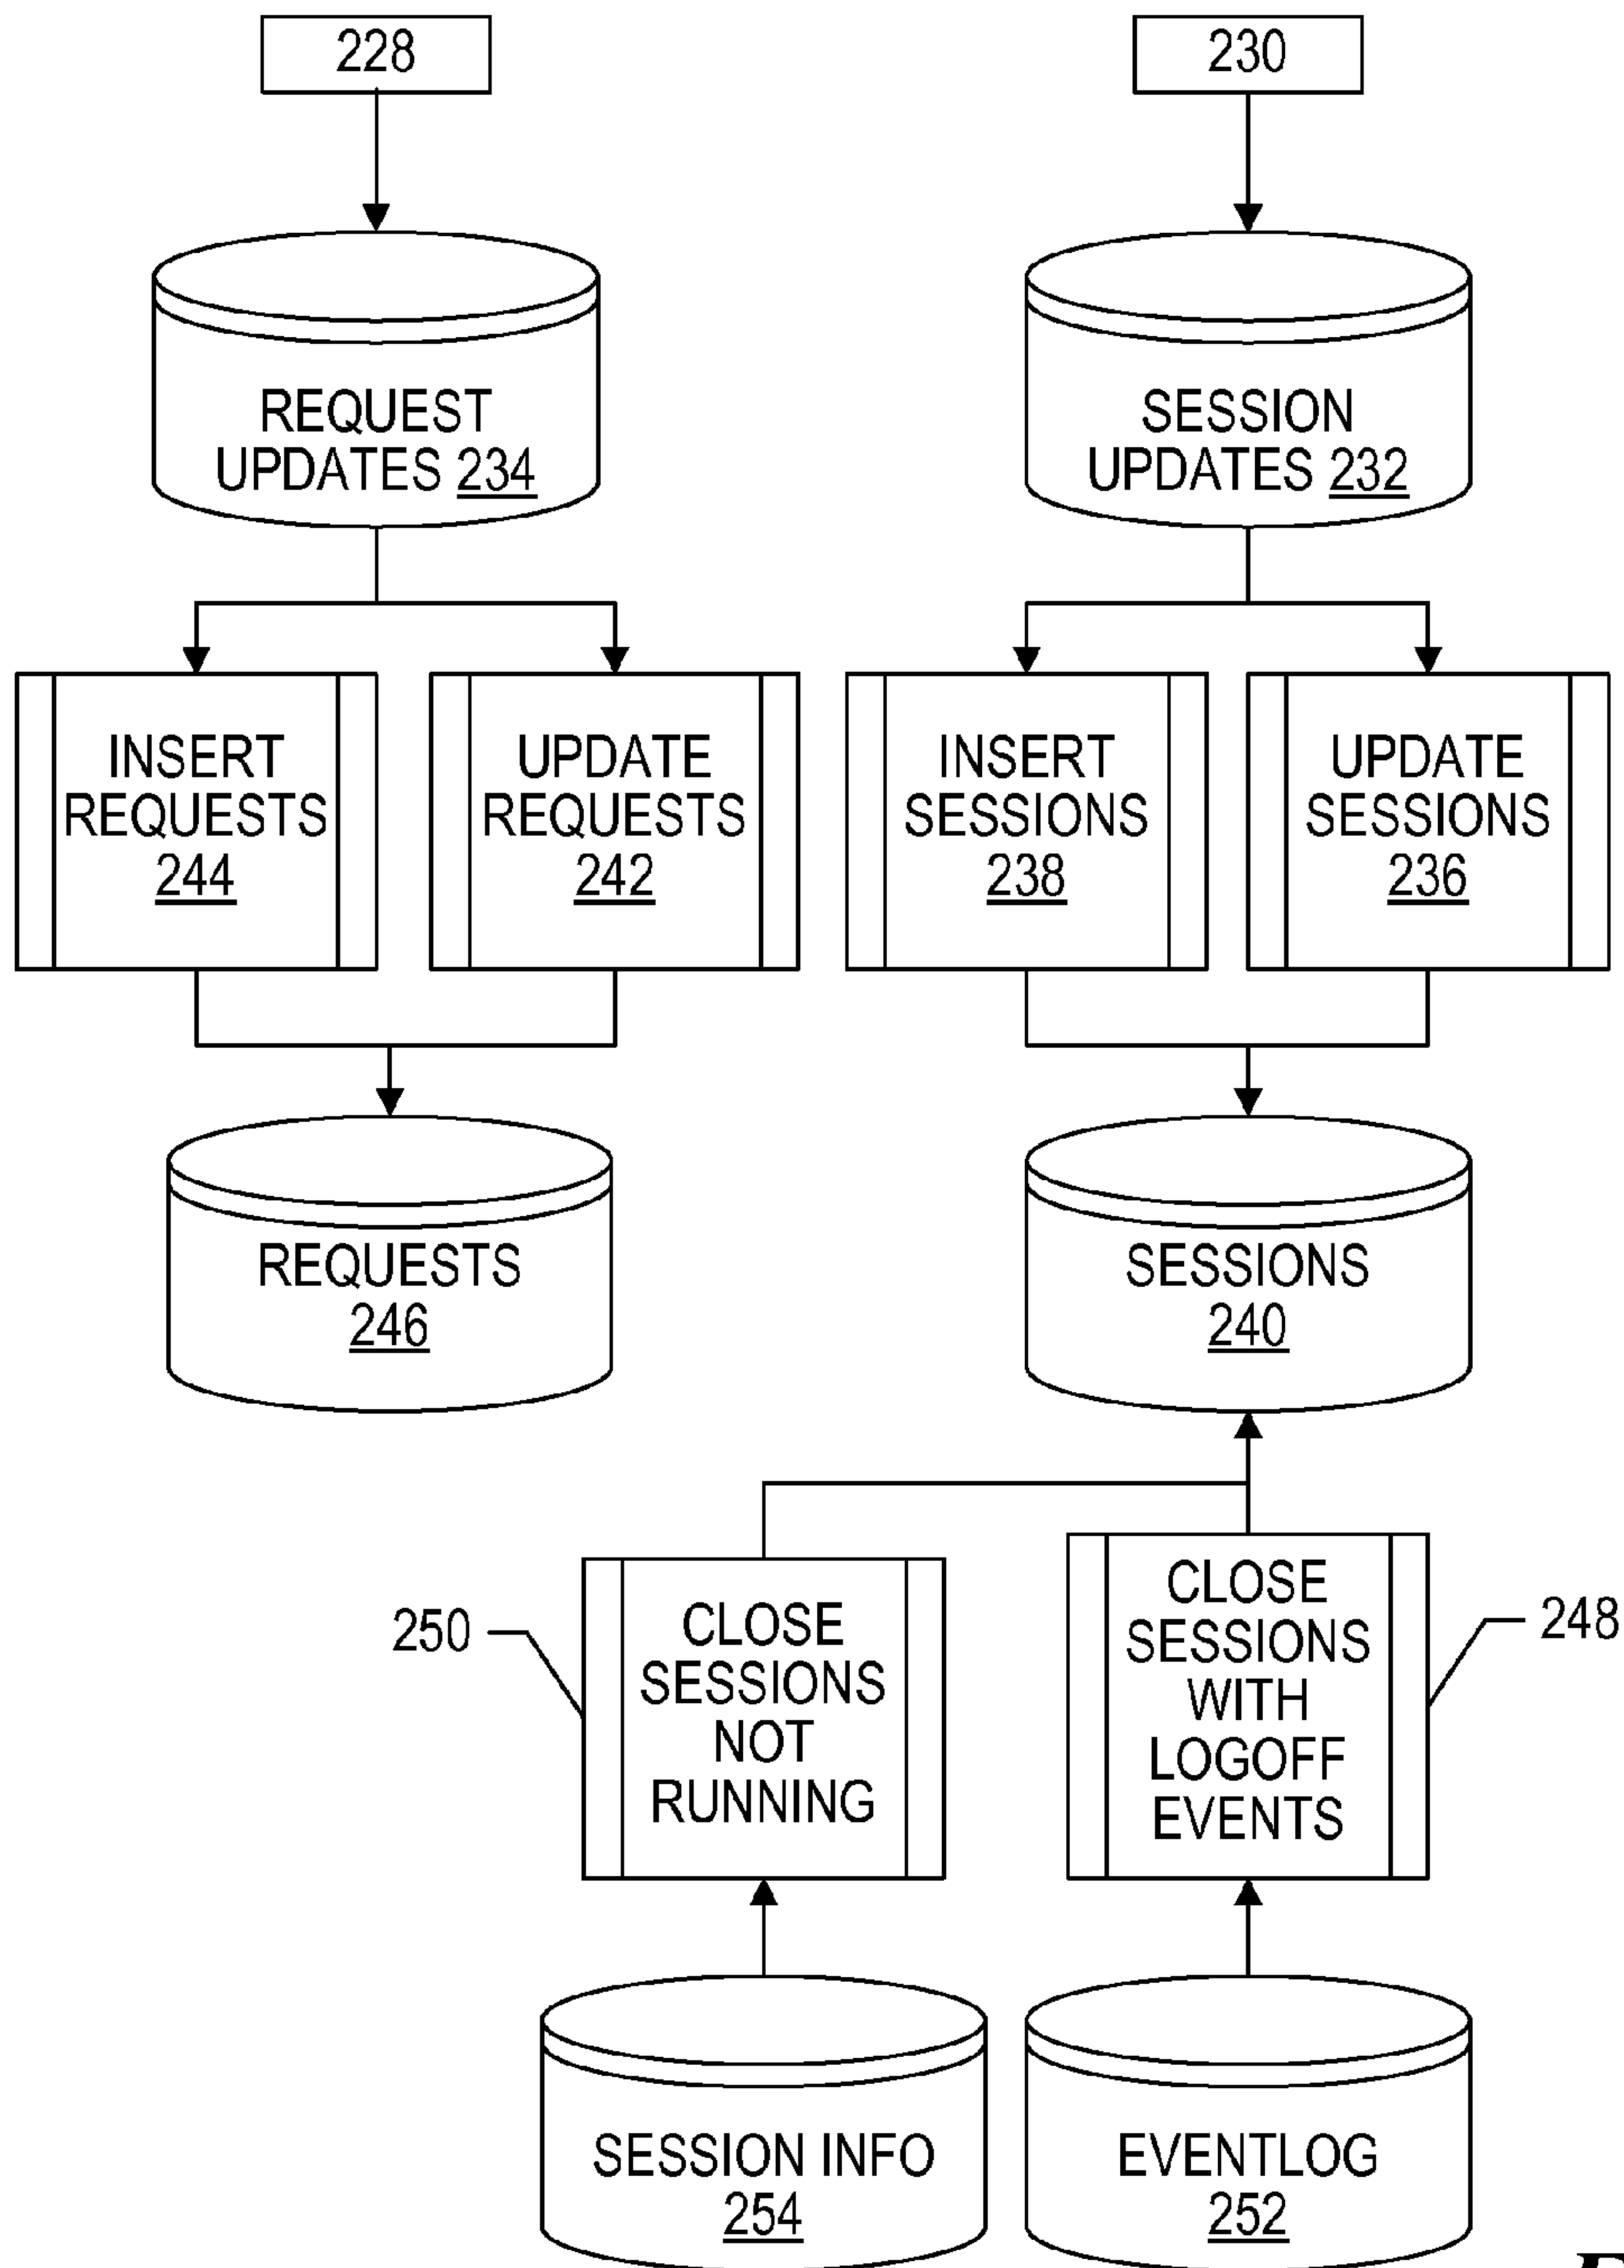 228
230
REQUEST
UPDATES 234
SESSION
UPDATES 232
INSERT
REQUESTS
244
UPDATE
REQUESTS
242
INSERT
SESSIONS
238
UPDATE
SESSIONS
236
REQUESTS
246
SESSIONS
240
250
CLOSE
SESSIONS
NOT
RUNNING
CLOSE
SESSIONS
WITH
LOGOFF
EVENTS
248
SESSION INFO
254
EVENTLOG
252